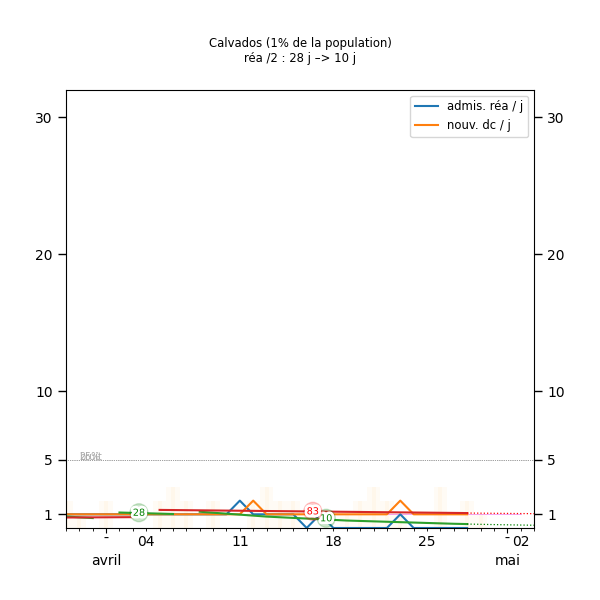 Calvados (1% de la population)
réa /2 : 28 j –> 10 j
admis. réa / j
nouv. dc / j
30 30
20 20
10 10
5 5
1 1
28
83
10
- 04 11 18 25 - 02
avril mai